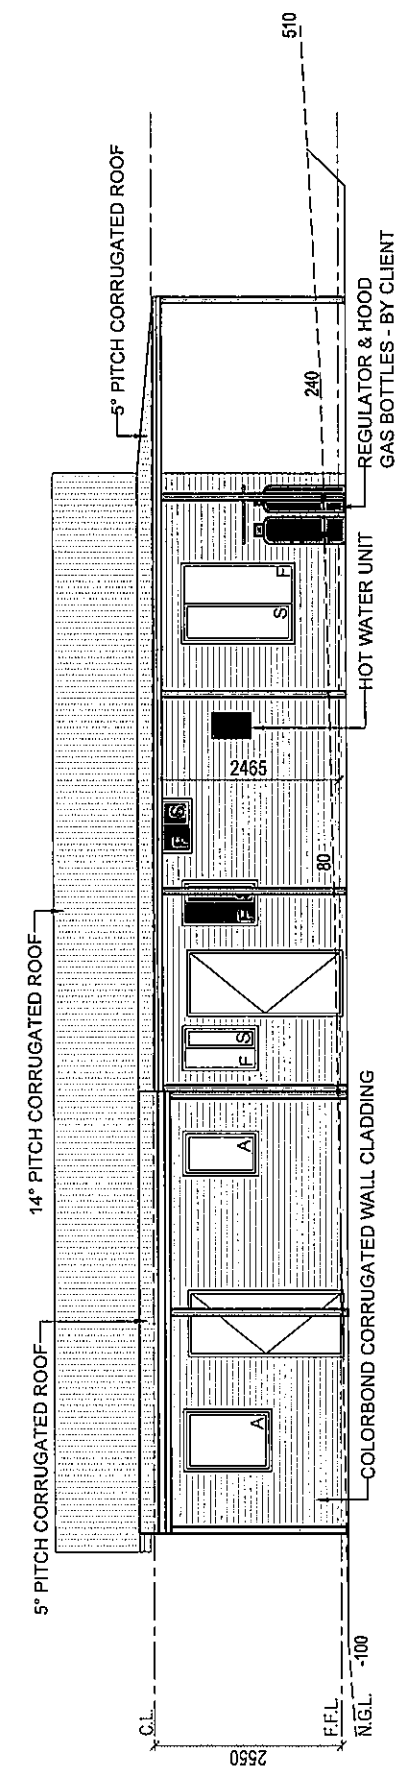 5° PITCH CORRUGATED ROOF
14° PITCH CORRUGATED ROOF
5° PITCH CORRUGATED ROOF
C.L.
2550
F.F.L.
N.G.L.
-100
A
A
F S
F
F S
2465
80
S F
240
510
COLORBOND CORRUGATED WALL CLADDING
HOT WATER UNIT
REGULATOR & HOOD
GAS BOTTLES - BY CLIENT